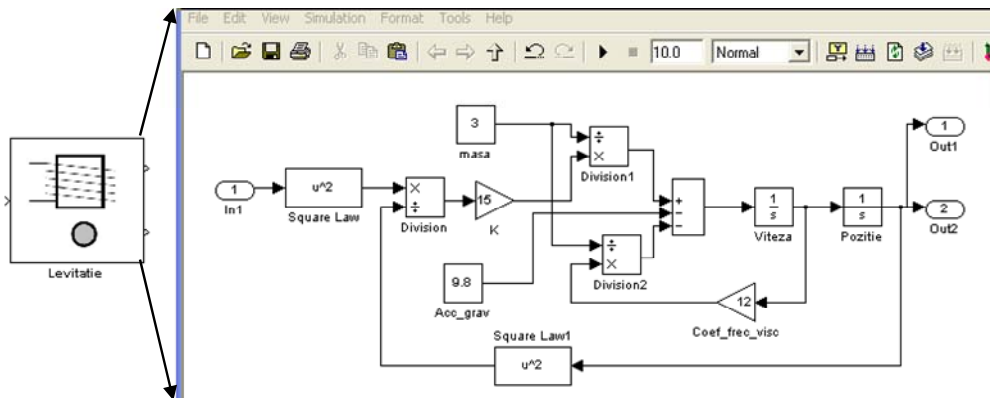 File Edit View Simulation Format Tools Help
10.0 Normal
3
masa
÷
×
Division1
1
Out1
1
In1
u^2
Square Law
×
÷
Division
15
K
+
−
−
1
s
Viteza
1
s
Pozitie
2
Out2
÷
×
Division2
9.8
Acc_grav
12
Coef_frec_visc
Square Law1
u^2
Levitatie